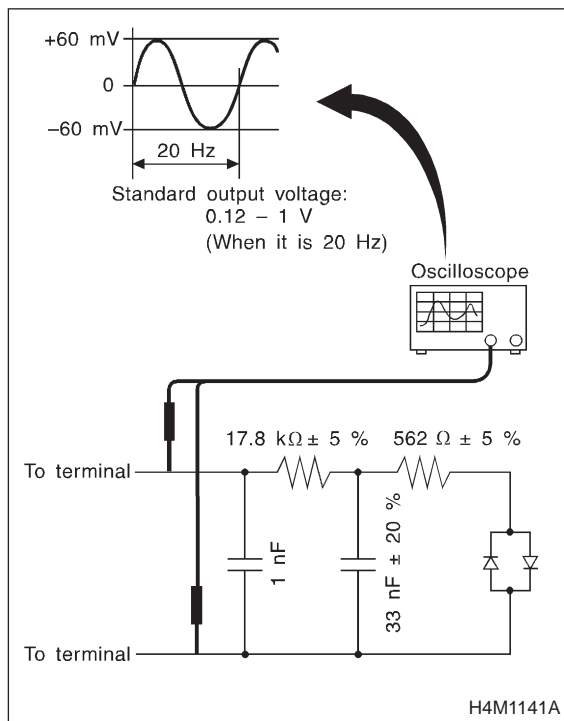 +60 mV
0
−60 mV
20 Hz
Standard output voltage:
0.12 – 1 V
(When it is 20 Hz)
Oscilloscope
17.8 kΩ ± 5 %
562 Ω ± 5 %
To terminal
1 nF
33 nF ± 20 %
To terminal
H4M1141A